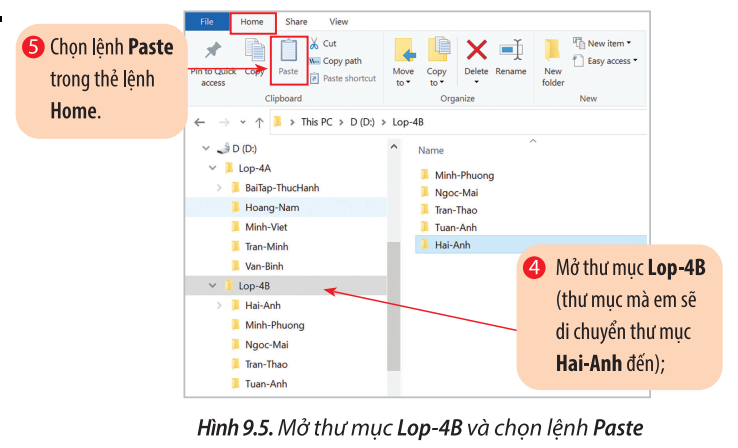 File Home Share View
5 Chọn lệnh Paste
trong thẻ lệnh
Home.
Pin to Quick
access
Copy
Paste
Cut
Copy path
Paste shortcut
Clipboard
Move
to
Copy
to
Delete
Rename
Organize
New
folder
New item
Easy access
New
This PC > D (D:) > Lop-4B
D (D:)
Lop-4A
BaiTap-ThucHanh
Hoang-Nam
Minh-Viet
Tran-Minh
Van-Binh
Lop-4B
Hai-Anh
Minh-Phuong
Ngoc-Mai
Tran-Thao
Tuan-Anh
Name
Minh-Phuong
Ngoc-Mai
Tran-Thao
Tuan-Anh
Hai-Anh
4 Mở thư mục Lop-4B
(thư mục mà em sẽ
di chuyển thư mục
Hai-Anh đến);
Hình 9.5. Mở thư mục Lop-4B và chọn lệnh Paste